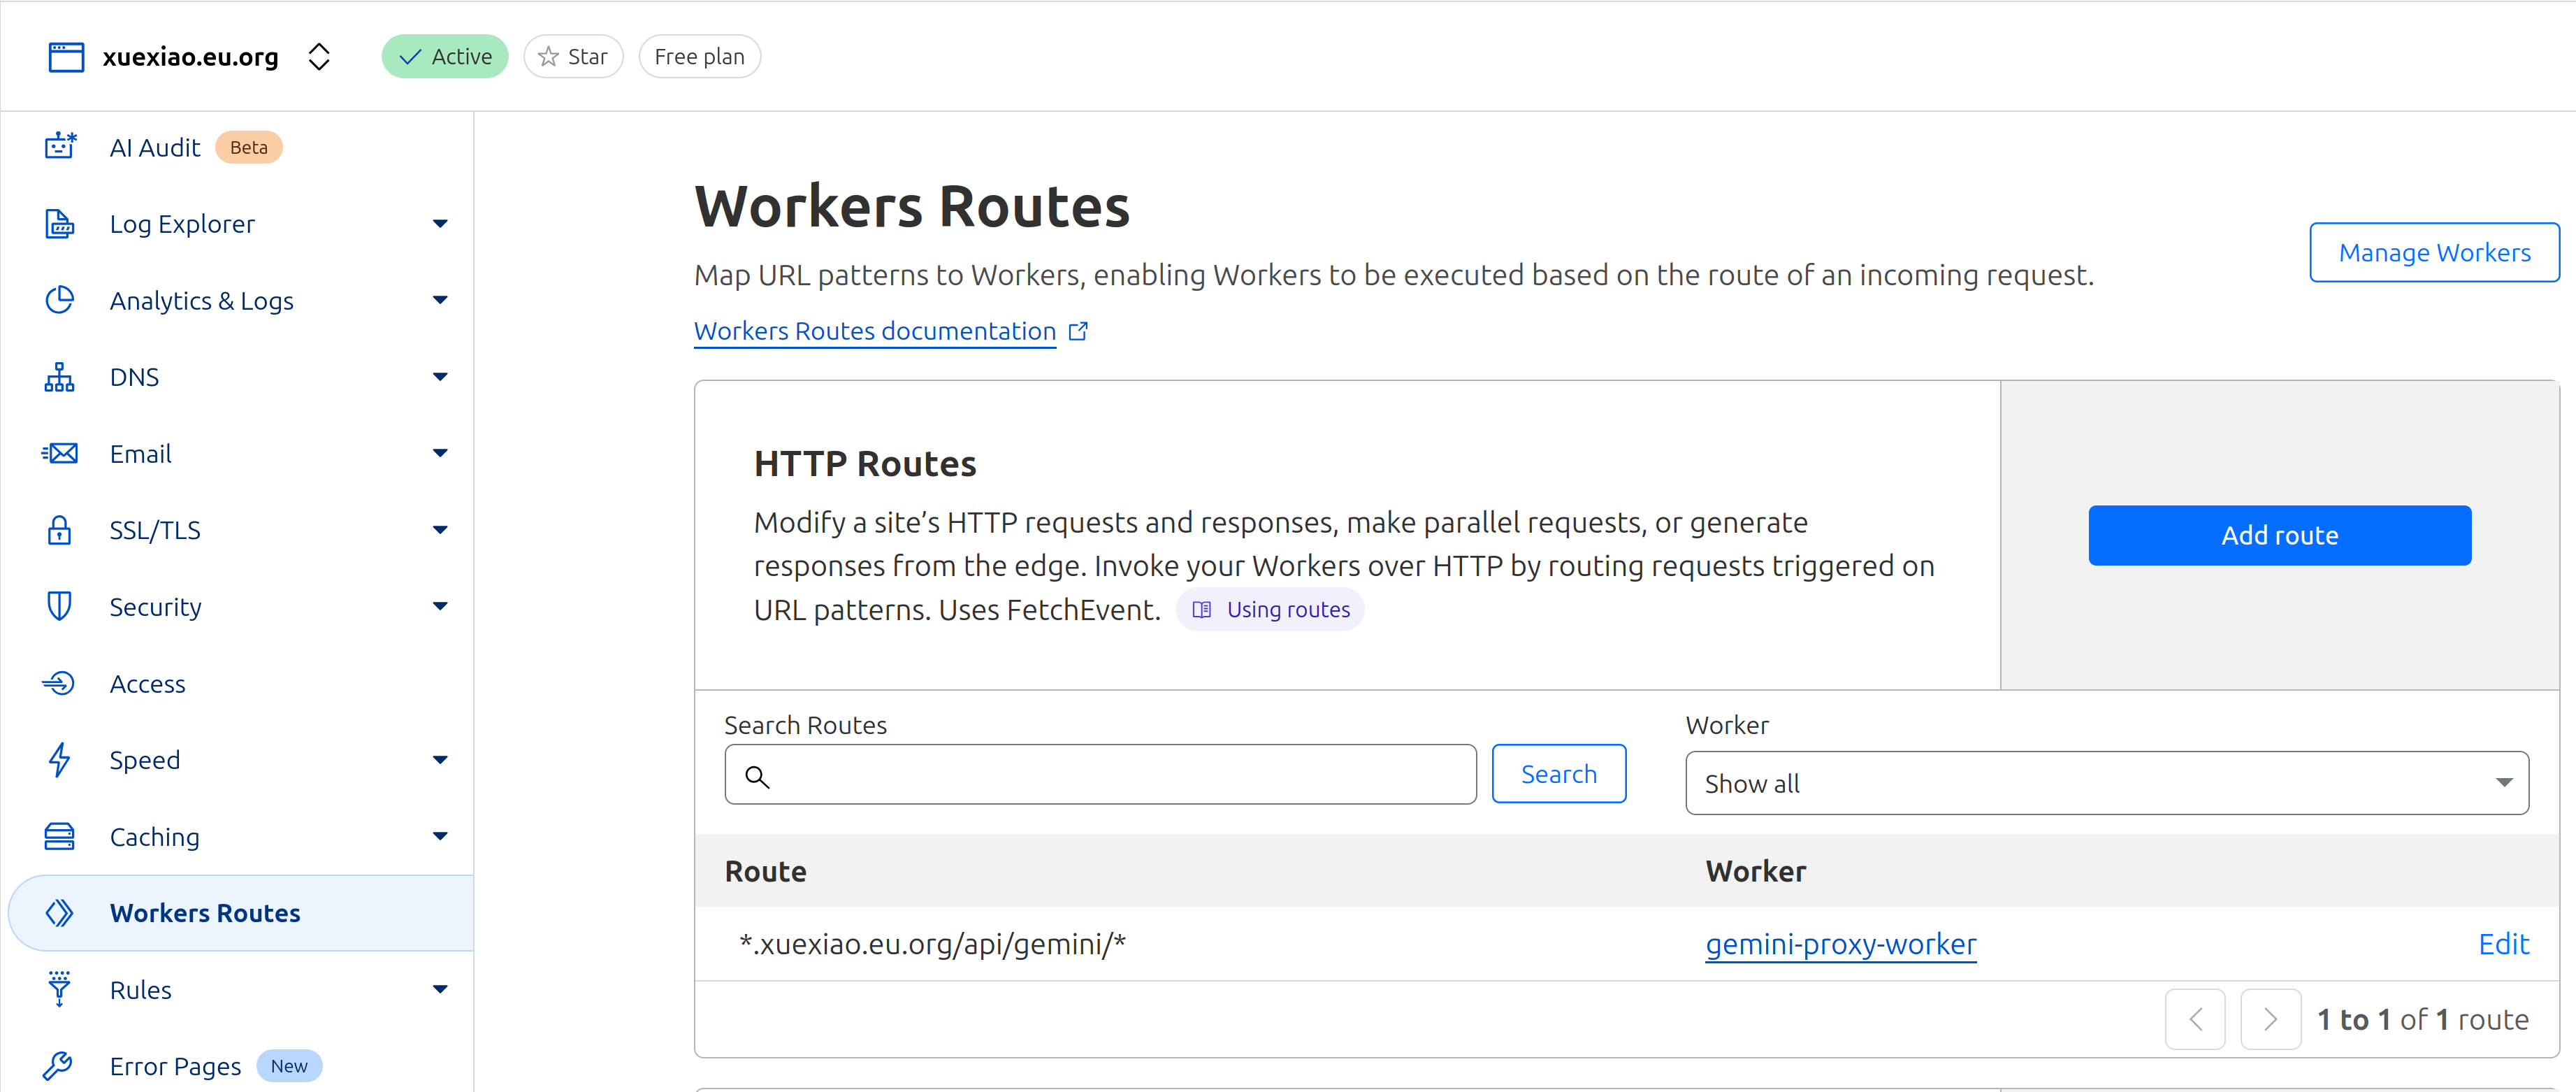 xuexiao.eu.org
Active
Star
Free plan
AI Audit
Beta
Log Explorer
Analytics & Logs
DNS
Email
SSL/TLS
Security
Access
Speed
Caching
Workers Routes
Rules
Error Pages
New
Workers Routes
Map URL patterns to Workers, enabling Workers to be executed based on the route of an incoming request.
Workers Routes documentation
Manage Workers
HTTP Routes
Modify a site’s HTTP requests and responses, make parallel requests, or generate
responses from the edge. Invoke your Workers over HTTP by routing requests triggered on
URL patterns. Uses FetchEvent.
Using routes
Add route
Search Routes
Search
Worker
Show all
Route
Worker
*.xuexiao.eu.org/api/gemini/*
gemini-proxy-worker
Edit
1 to 1 of 1 route